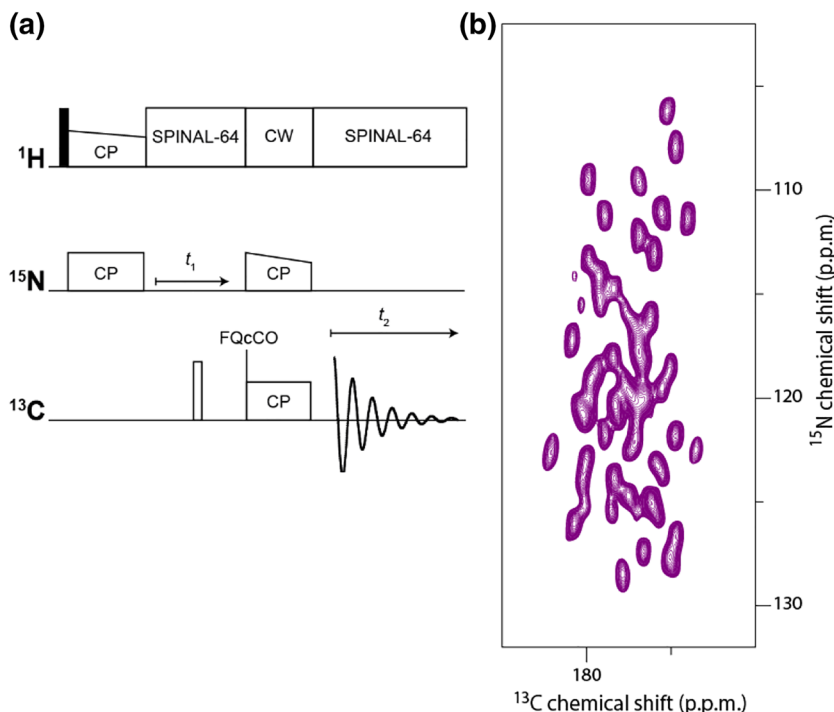 (a)
(b)
¹H
CP
SPINAL-64
CW
SPINAL-64
¹⁵N
CP
t₁
CP
FQcCO
t₂
¹³C
CP
110
120
130
¹⁵N chemical shift (p.p.m.)
180
¹³C chemical shift (p.p.m.)